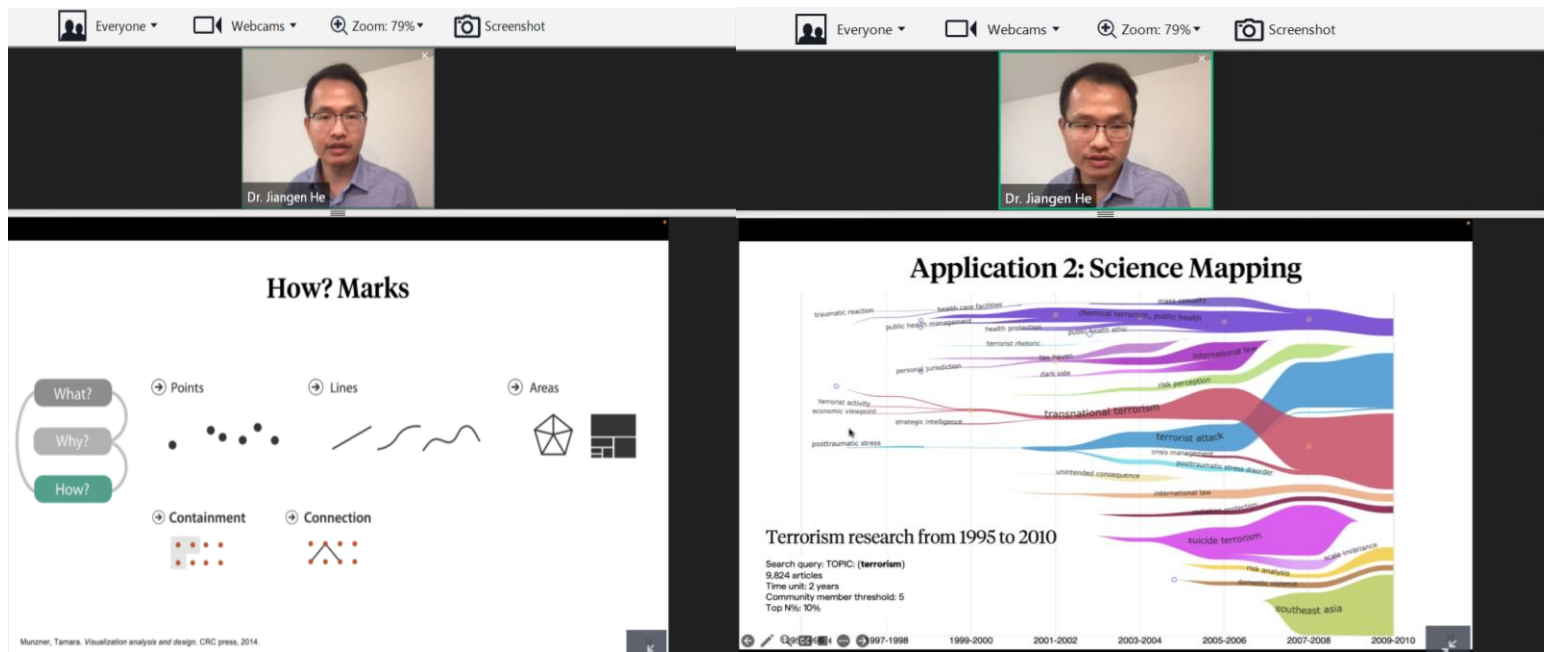 Everyone
Webcams
Zoom: 79%
Screenshot
Dr. Jiangen He
How? Marks
What?
Why?
How?
Points
Lines
Areas
Containment
Connection
Munzner, Tamara. Visualization analysis and design. CRC press, 2014.
Everyone
Webcams
Zoom: 79%
Screenshot
Dr. Jiangen He
Application 2: Science Mapping
mass casualty
health care facilities
traumatic reaction
chemical terrorism, public health
public health management
health protection
public health ethic
terrorist rhetoric
international law
tax haven
personal jurisdiction
dark side
risk perception
terrorist activity
economic viewpoint
transnational terrorism
strategic intelligence
terrorist attack
posttraumatic stress
crisis management
posttraumatic stress disorder
unintended consequence
international law
radiation protection
suicide terrorism
scale invariance
risk analysis
domestic violence
southeast asia
Terrorism research from 1995 to 2010
Search query: TOPIC: (terrorism)
9,824 articles
Time unit: 2 years
Community member threshold: 5
Top N%: 10%
1997-1998 1999-2000 2001-2002 2003-2004 2005-2006 2007-2008 2009-2010